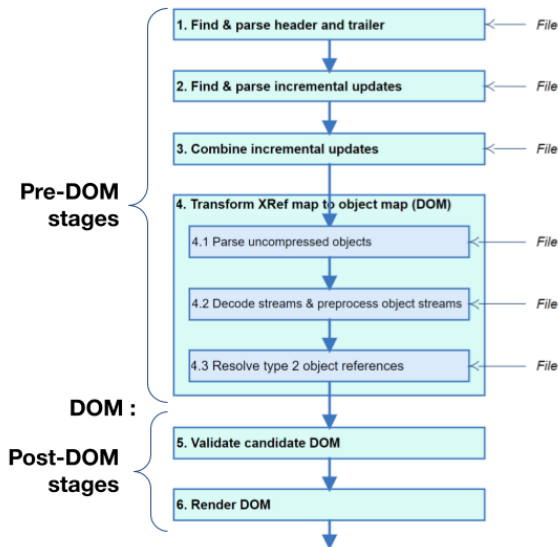 1. Find & parse header and trailer
File
2. Find & parse incremental updates
File
3. Combine incremental updates
File
Pre-DOM
stages
4. Transform XRef map to object map (DOM)
4.1 Parse uncompressed objects
File
4.2 Decode streams & preprocess object streams
File
4.3 Resolve type 2 object references
File
DOM :
Post-DOM
stages
5. Validate candidate DOM
6. Render DOM